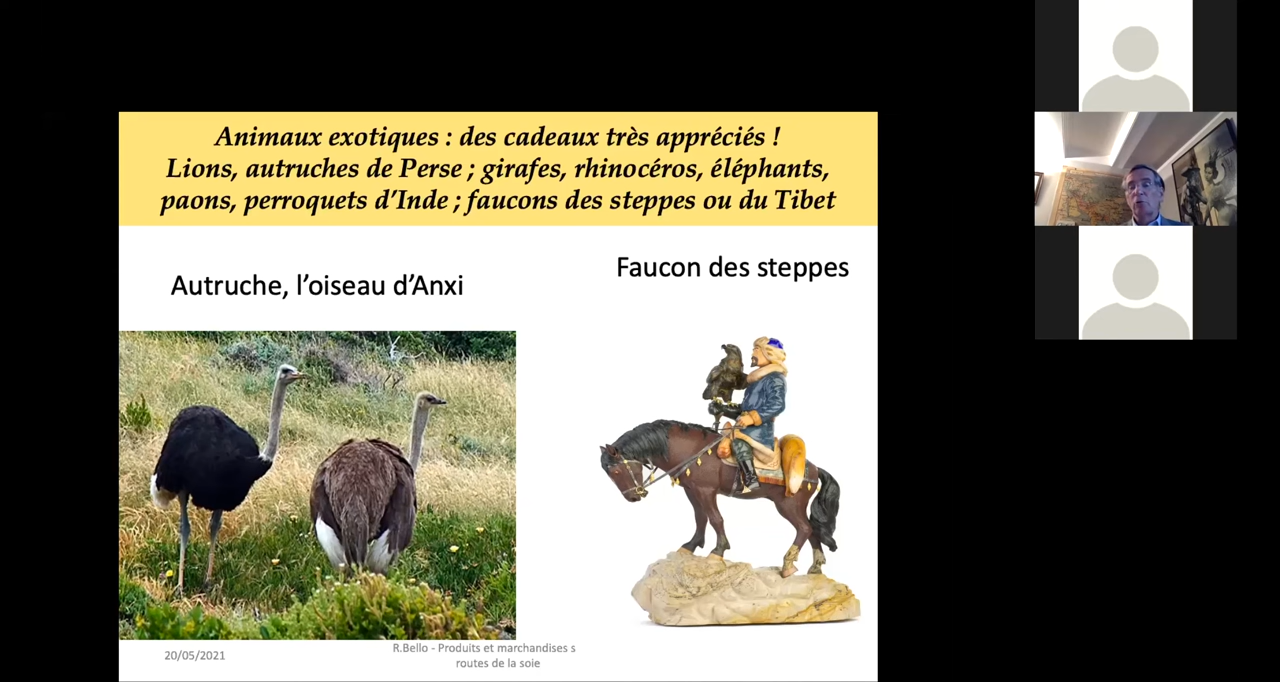 Animaux exotiques : des cadeaux très appréciés !
Lions, autruches de Perse ; girafes, rhinocéros, éléphants,
paons, perroquets d'Inde ; faucons des steppes ou du Tibet
Autruche, l'oiseau d'Anxi
Faucon des steppes
20/05/2021
R.Bello - Produits et marchandises s
routes de la soie